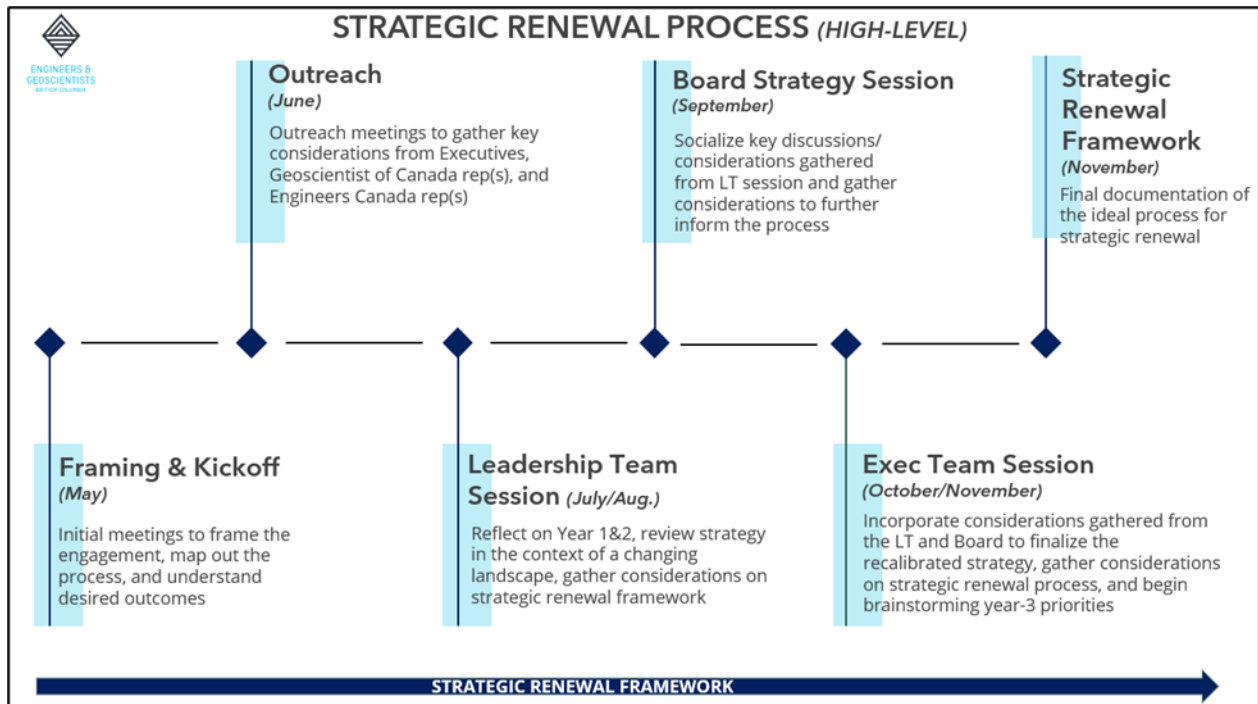 STRATEGIC RENEWAL PROCESS (HIGH-LEVEL)
ENGINEERS &
GEOSCIENTISTS
BRITISH COLUMBIA
Outreach
(June)
Outreach meetings to gather key
considerations from Executives,
Geoscientist of Canada rep(s), and
Engineers Canada rep(s)
Board Strategy Session
(September)
Socialize key discussions/
considerations gathered
from LT session and gather
considerations to further
inform the process
Strategic
Renewal
Framework
(November)
Final documentation of
the ideal process for
strategic renewal
Framing & Kickoff
(May)
Initial meetings to frame the
engagement, map out the
process, and understand
desired outcomes
Leadership Team
Session (July/Aug.)
Reflect on Year 1&2, review strategy
in the context of a changing
landscape, gather considerations on
strategic renewal framework
Exec Team Session
(October/November)
Incorporate considerations gathered from
the LT and Board to finalize the
recalibrated strategy, gather considerations
on strategic renewal process, and begin
brainstorming year-3 priorities
STRATEGIC RENEWAL FRAMEWORK